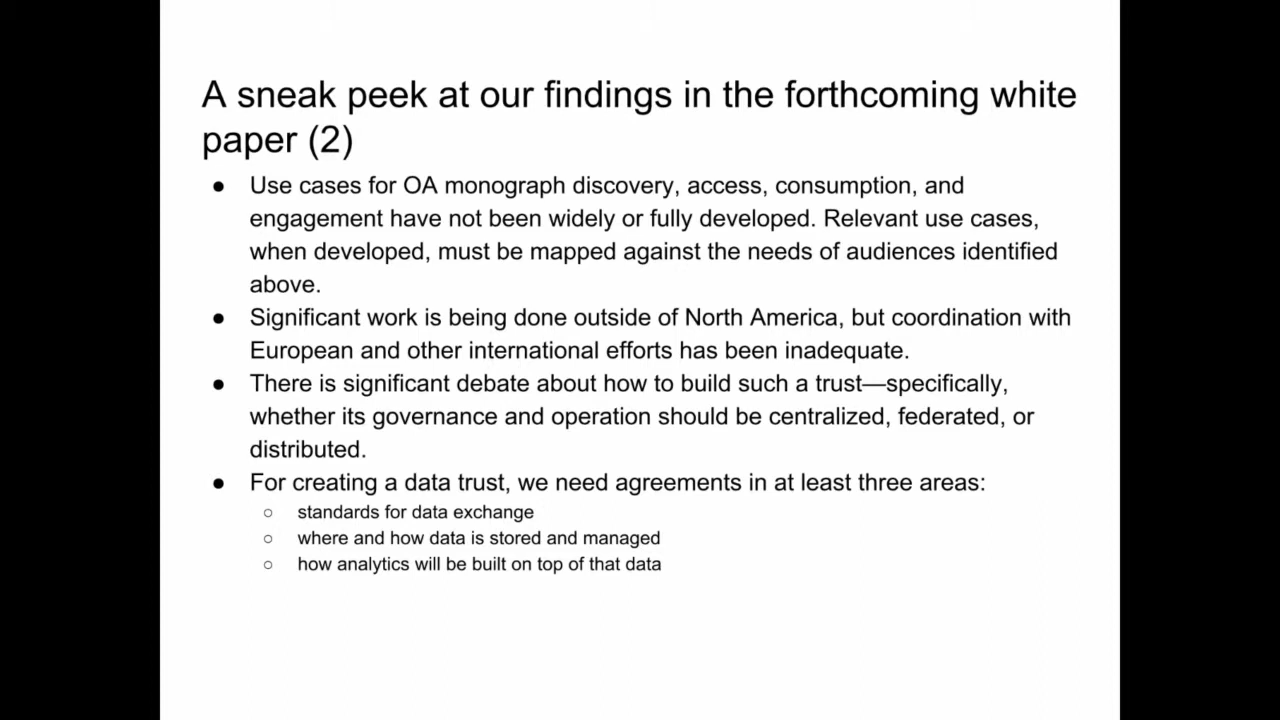 A sneak peek at our findings in the forthcoming white
paper (2)
● Use cases for OA monograph discovery, access, consumption, and
engagement have not been widely or fully developed. Relevant use cases,
when developed, must be mapped against the needs of audiences identified
above.
● Significant work is being done outside of North America, but coordination with
European and other international efforts has been inadequate.
● There is significant debate about how to build such a trust—specifically,
whether its governance and operation should be centralized, federated, or
distributed.
● For creating a data trust, we need agreements in at least three areas:
○ standards for data exchange
○ where and how data is stored and managed
○ how analytics will be built on top of that data